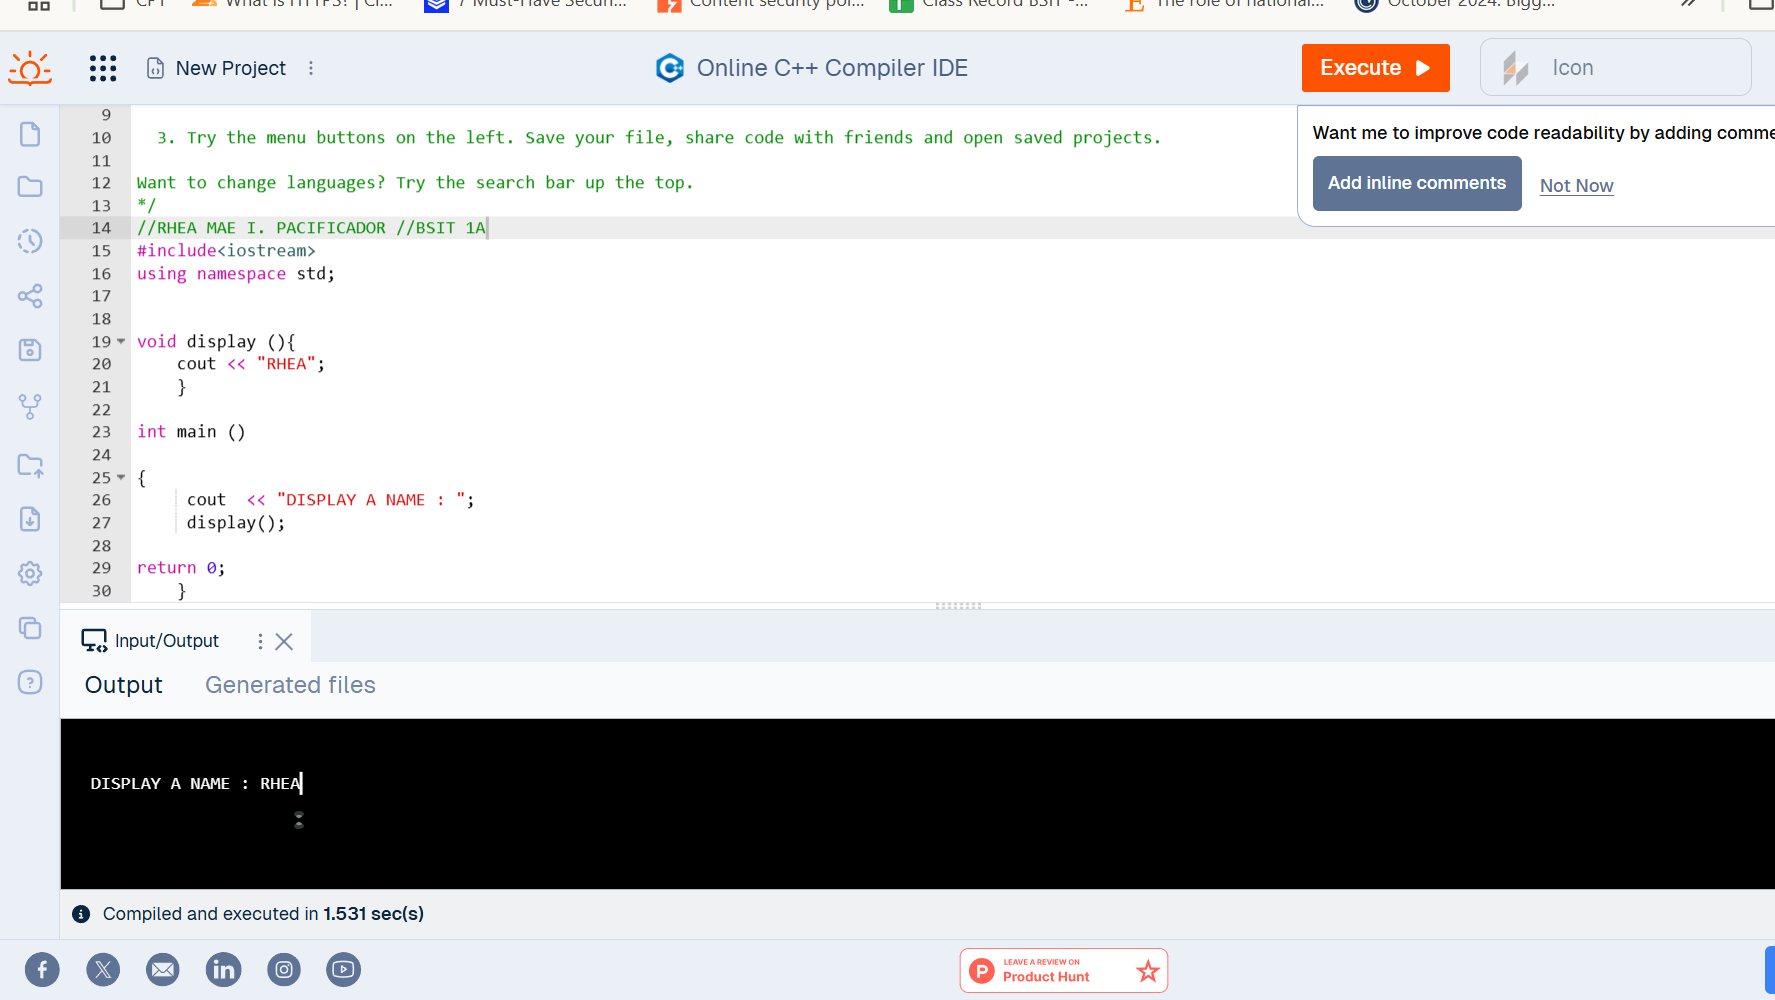 What is HTTPS? | Cl...
7 Must-Have Securi...
Content security pol...
Class Record BSIT -...
The role of national...
October 2024: Bigg...
New Project
Online C++ Compiler IDE
Execute
Icon
Want me to improve code readability by adding comme
Add inline comments
Not Now
9
10 3. Try the menu buttons on the left. Save your file, share code with friends and open saved projects.
11
12 Want to change languages? Try the search bar up the top.
13 */
14 //RHEA MAE I. PACIFICADOR //BSIT 1A
15 #include<iostream>
16 using namespace std;
17
18
19 void display (){
20 cout << "RHEA";
21 }
22
23 int main ()
24
25 {
26 cout  << "DISPLAY A NAME : ";
27 display();
28
29 return 0;
30 }
Input/Output
Output Generated files
DISPLAY A NAME : RHEA
Compiled and executed in 1.531 sec(s)
LEAVE A REVIEW ON
Product Hunt